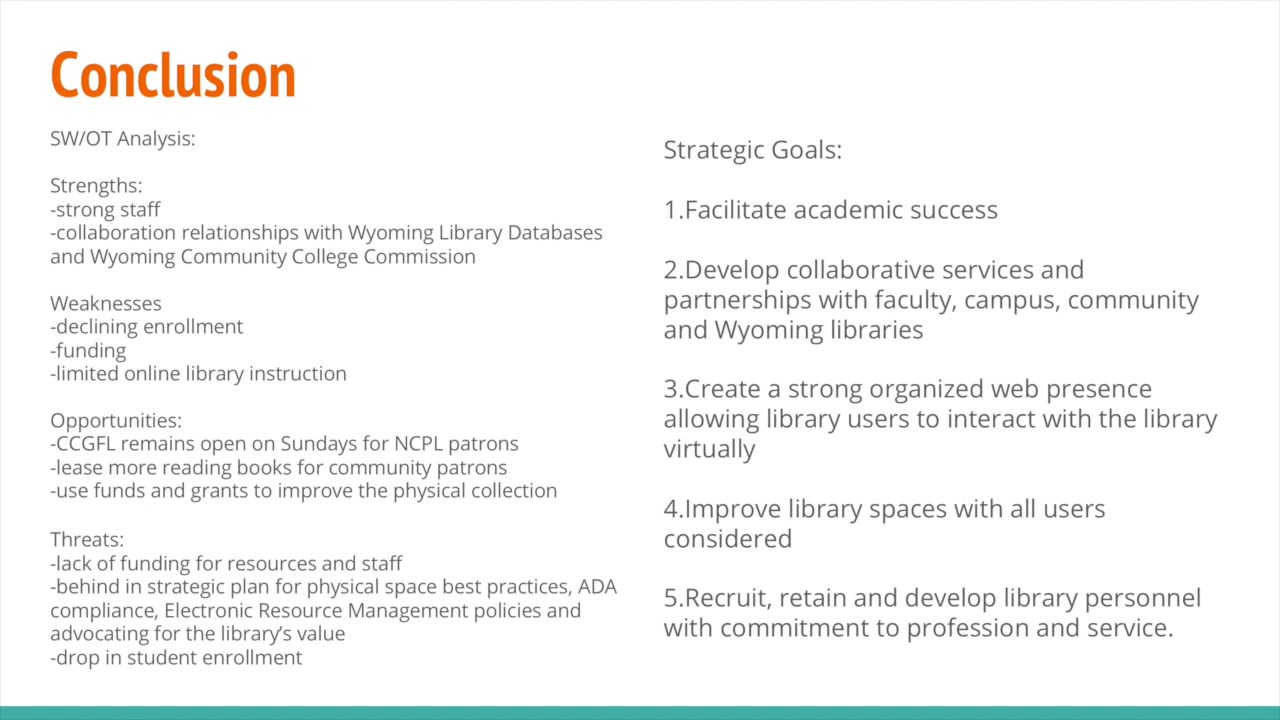 Conclusion
SW/OT Analysis:
Strengths:
-strong staff
-collaboration relationships with Wyoming Library Databases
and Wyoming Community College Commission
Weaknesses
-declining enrollment
-funding
-limited online library instruction
Opportunities:
-CCGFL remains open on Sundays for NCPL patrons
-lease more reading books for community patrons
-use funds and grants to improve the physical collection
Threats:
-lack of funding for resources and staff
-behind in strategic plan for physical space best practices, ADA
compliance, Electronic Resource Management policies and
advocating for the library’s value
-drop in student enrollment
Strategic Goals:
1.Facilitate academic success
2.Develop collaborative services and
partnerships with faculty, campus, community
and Wyoming libraries
3.Create a strong organized web presence
allowing library users to interact with the library
virtually
4.Improve library spaces with all users
considered
5.Recruit, retain and develop library personnel
with commitment to profession and service.